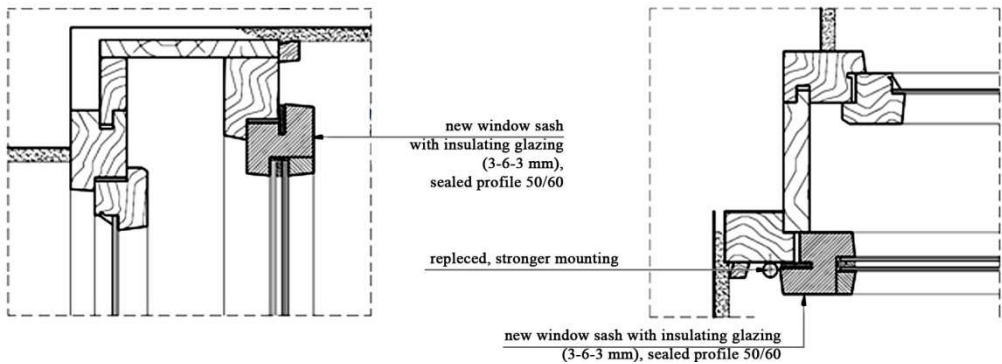 new window sash
with insulating glazing
(3-6-3 mm),
sealed profile 50/60
repleced, stronger mounting
new window sash with insulating glazing
(3-6-3 mm), sealed profile 50/60